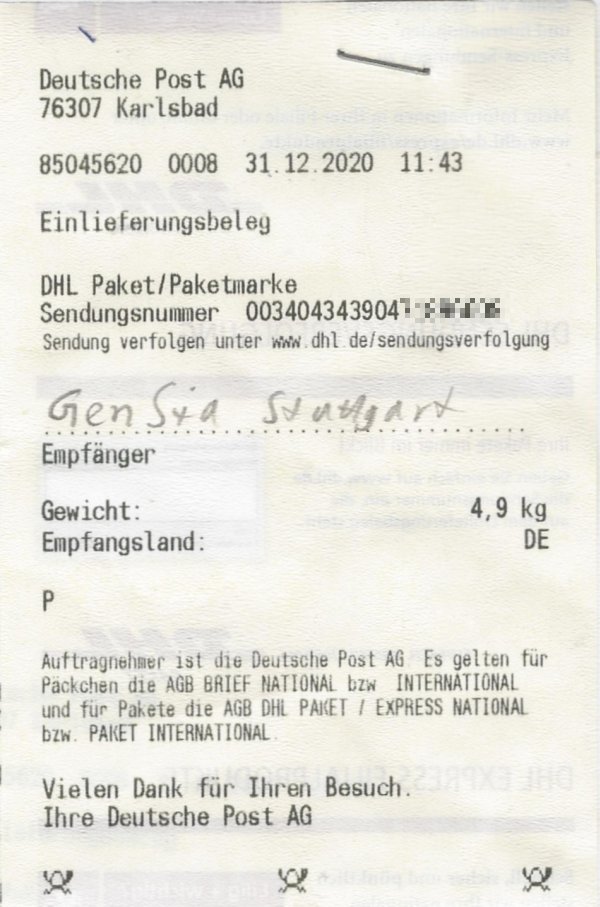 Deutsche Post AG
76307 Karlsbad
85045620 0008 31.12.2020 11:43
Einlieferungsbeleg
DHL Paket/Paketmarke
Sendungsnummer 003404343904
Sendung verfolgen unter www.dhl.de/sendungsverfolgung
GenStA Stuttgart
Empfänger
Gewicht: 4,9 kg
Empfangsland: DE
P
Auftragnehmer ist die Deutsche Post AG. Es gelten für
Päckchen die AGB BRIEF NATIONAL bzw. INTERNATIONAL
und für Pakete die AGB DHL PAKET / EXPRESS NATIONAL
bzw. PAKET INTERNATIONAL.
Vielen Dank für Ihren Besuch.
Ihre Deutsche Post AG